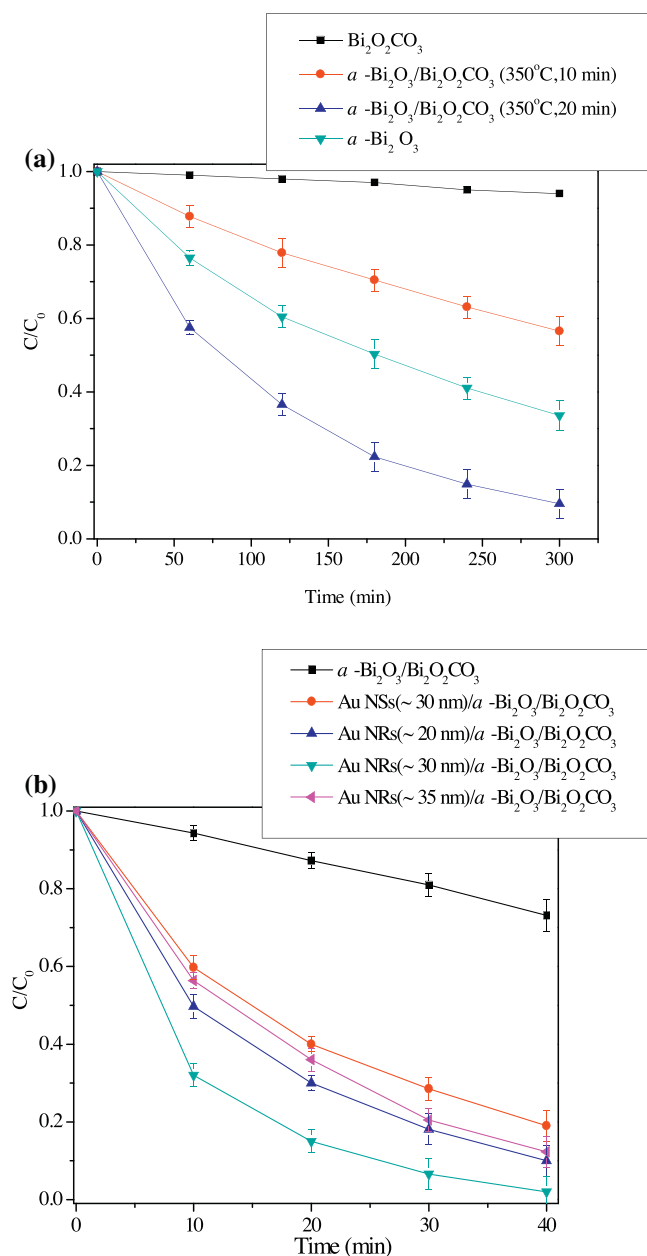 Bi₂O₂CO₃
a -Bi₂O₃/Bi₂O₂CO₃ (350°C,10 min)
a -Bi₂O₃/Bi₂O₂CO₃ (350°C,20 min)
a -Bi₂ O₃
(a)
1.0
0.8
0.6
0.4
0.2
0.0
C/C₀
0 50 100 150 200 250 300
Time (min)
a -Bi₂O₃/Bi₂O₂CO₃
Au NSs(~ 30 nm)/a -Bi₂O₃/Bi₂O₂CO₃
Au NRs(~ 20 nm)/a -Bi₂O₃/Bi₂O₂CO₃
Au NRs(~ 30 nm)/a -Bi₂O₃/Bi₂O₂CO₃
Au NRs(~ 35 nm)/a -Bi₂O₃/Bi₂O₂CO₃
(b)
1.0
0.8
0.6
0.4
0.2
0.0
C/C₀
0 10 20 30 40
Time (min)